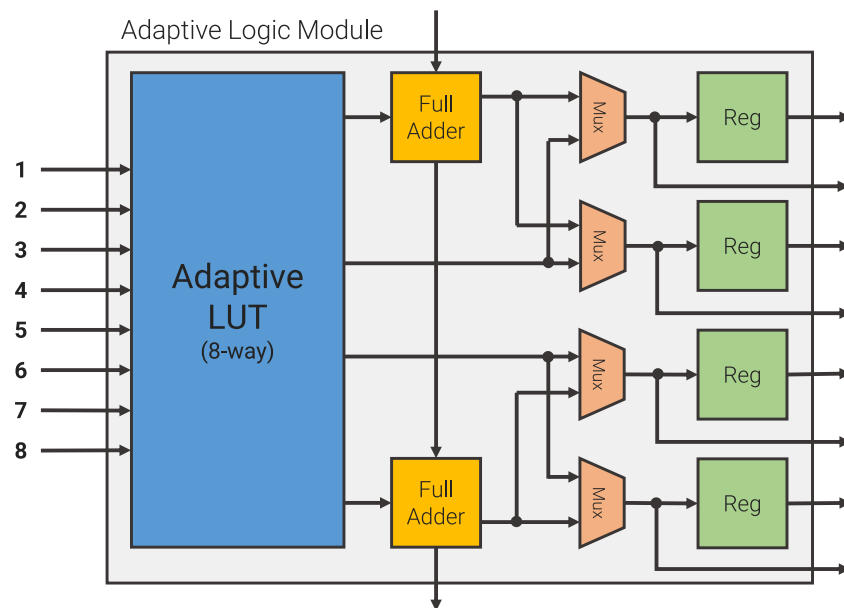 Adaptive Logic Module
1
2
3
4
5
6
7
8
Adaptive
LUT
(8-way)
Full
Adder
Full
Adder
Mux
Mux
Mux
Mux
Reg
Reg
Reg
Reg